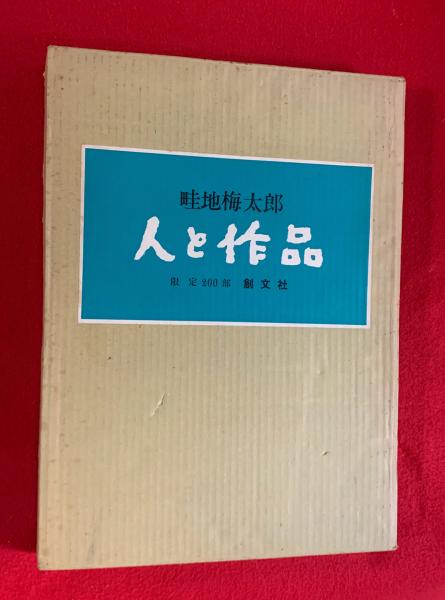 畦地梅太郎
人と作品
限定200部 創文社